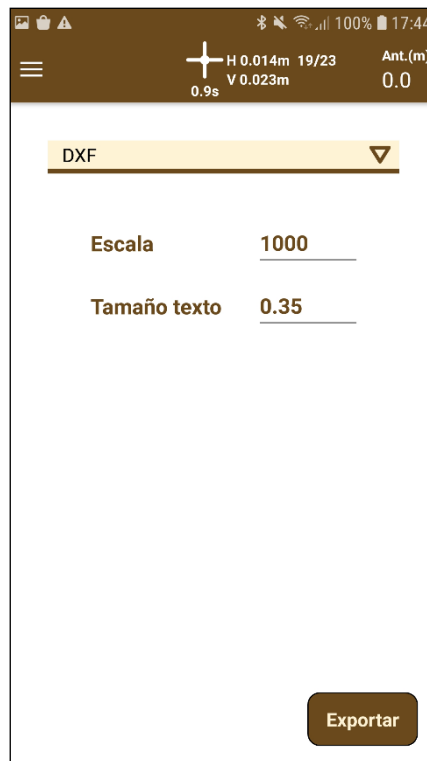 100% 17:44
H 0.014m 19/23 Ant.(m)
V 0.023m 0.0
0.9s
DXF
Escala 1000
Tamaño texto 0.35
Exportar